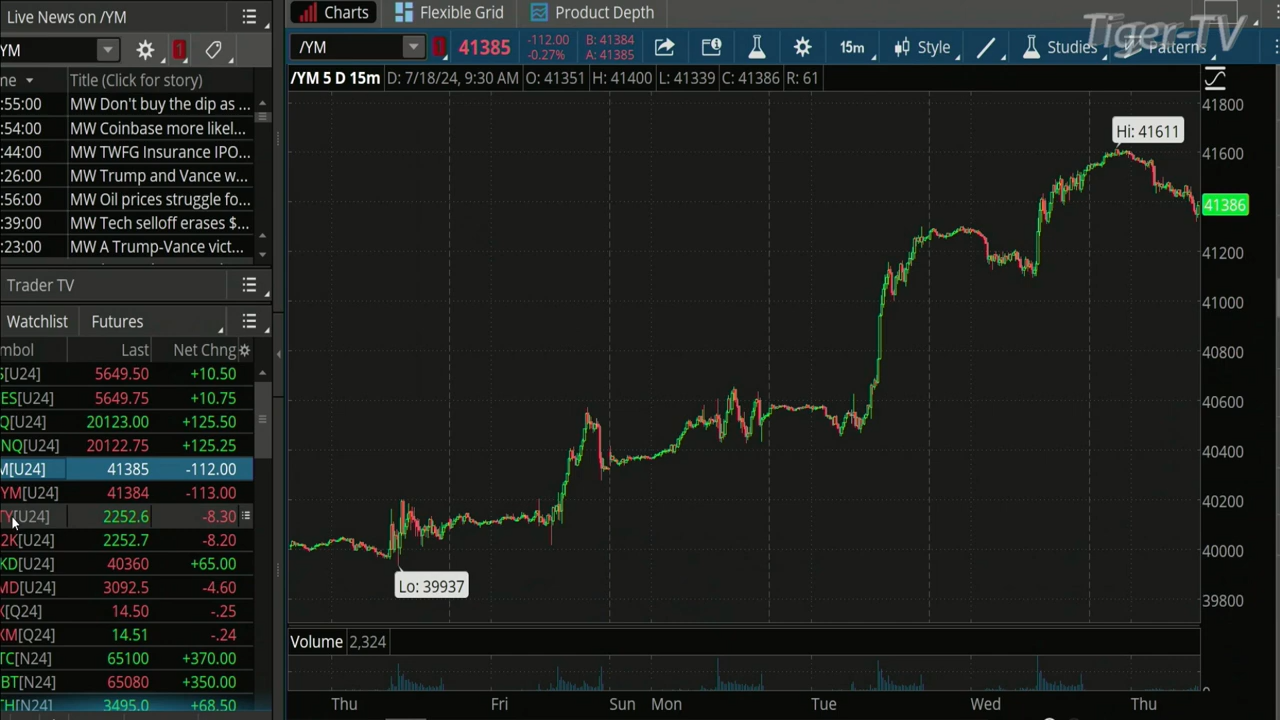 Live News on /YM
Charts
Flexible Grid
Product Depth
Tiger-TV
YM
/YM
41385
-112.00
-0.27%
B: 41384
A: 41385
15m
Style
Studies
Patterns
me
Title (Click for story)
/YM 5 D 15m
D: 7/18/24, 9:30 AM
O: 41351
H: 41400
L: 41339
C: 41386
R: 61
:55:00 MW Don't buy the dip as ...
:54:00 MW Coinbase more likel...
:44:00 MW TWFG Insurance IPO...
:26:00 MW Trump and Vance w...
:56:00 MW Oil prices struggle fo...
:39:00 MW Tech selloff erases $...
:23:00 MW A Trump-Vance vict...
Trader TV
Watchlist
Futures
mbol Last Net Chng
S[U24] 5649.50 +10.50
ES[U24] 5649.75 +10.75
Q[U24] 20123.00 +125.50
NQ[U24] 20122.75 +125.25
M[U24] 41385 -112.00
YM[U24] 41384 -113.00
TY[U24] 2252.6 -8.30
2K[U24] 2252.7 -8.20
KD[U24] 40360 +65.00
MD[U24] 3092.5 -4.60
X[Q24] 14.50 -.25
XM[Q24] 14.51 -.24
TC[N24] 65100 +370.00
BT[N24] 65080 +350.00
TH[N24] 3495.0 +68.50
Hi: 41611
Lo: 39937
41800
41600
41386
41200
41000
40800
40600
40400
40200
40000
39800
Volume 2,324
0
Thu
Fri
Sun
Mon
Tue
Wed
Thu